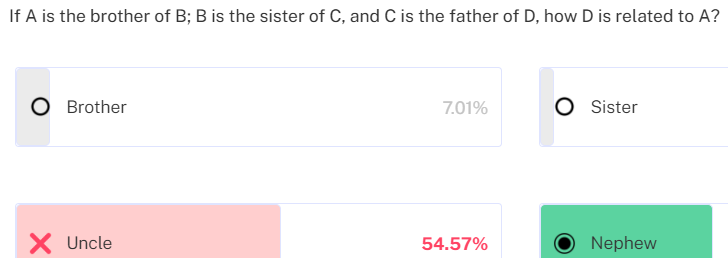 If A is the brother of B; B is the sister of C, and C is the father of D, how D is related to A?
Brother 7.01% Sister
Uncle 54.57% Nephew